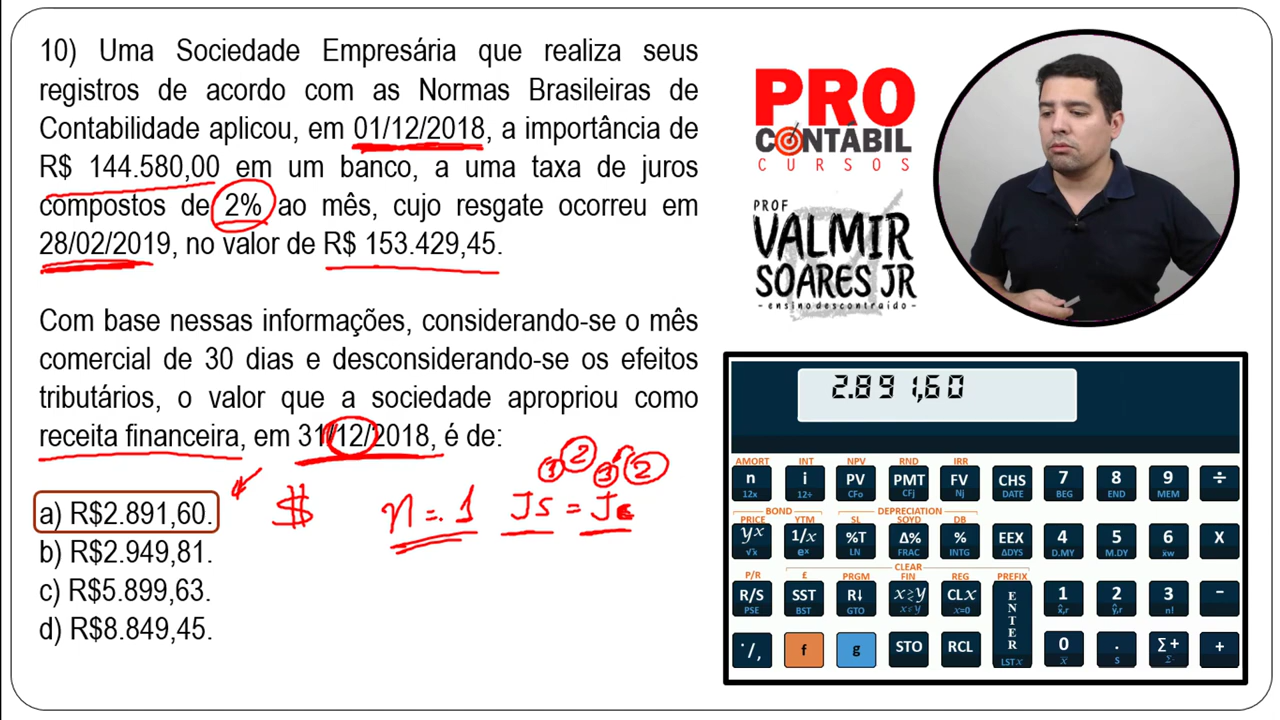 10) Uma Sociedade Empresária que realiza seus
registros de acordo com as Normas Brasileiras de
Contabilidade aplicou, em 01/12/2018, a importância de
R$ 144.580,00 em um banco, a uma taxa de juros
compostos de 2% ao mês, cujo resgate ocorreu em
28/02/2019, no valor de R$ 153.429,45.
Com base nessas informações, considerando-se o mês
comercial de 30 dias e desconsiderando-se os efeitos
tributários, o valor que a sociedade apropriou como
receita financeira, em 31/12/2018, é de:
a) R$2.891,60.
b) R$2.949,81.
c) R$5.899,63.
d) R$8.849,45.
$ n = 1 JS = Jc
1 2 3 2
PRO
CONTÁBIL
CURSOS
PROF
VALMIR
SOARES JR
-ensinodescontraído-
2.891,60
AMORT INT NPV RND IRR
n i PV PMT FV CHS 7 8 9 ÷
12x 12÷ CFo CFj Nj DATE BEG END MEM
BOND DEPRECIATION
PRICE YTM SL SOYD DB
yx 1/x %T Δ% % EEX 4 5 6 X
√x ex LN FRAC INTG ΔDYS D.MY M.DY x̄w
CLEAR
P/R £ PRGM FIN REG PREFIX
R/S SST R↓ x≷y CLx ENTER 1 2 3 −
PSE BST GTO x≤y x=0 x̂,r ŷ,r n!
·/, f g STO RCL 0 . Σ+ +
LSTx x̄ s Σ-